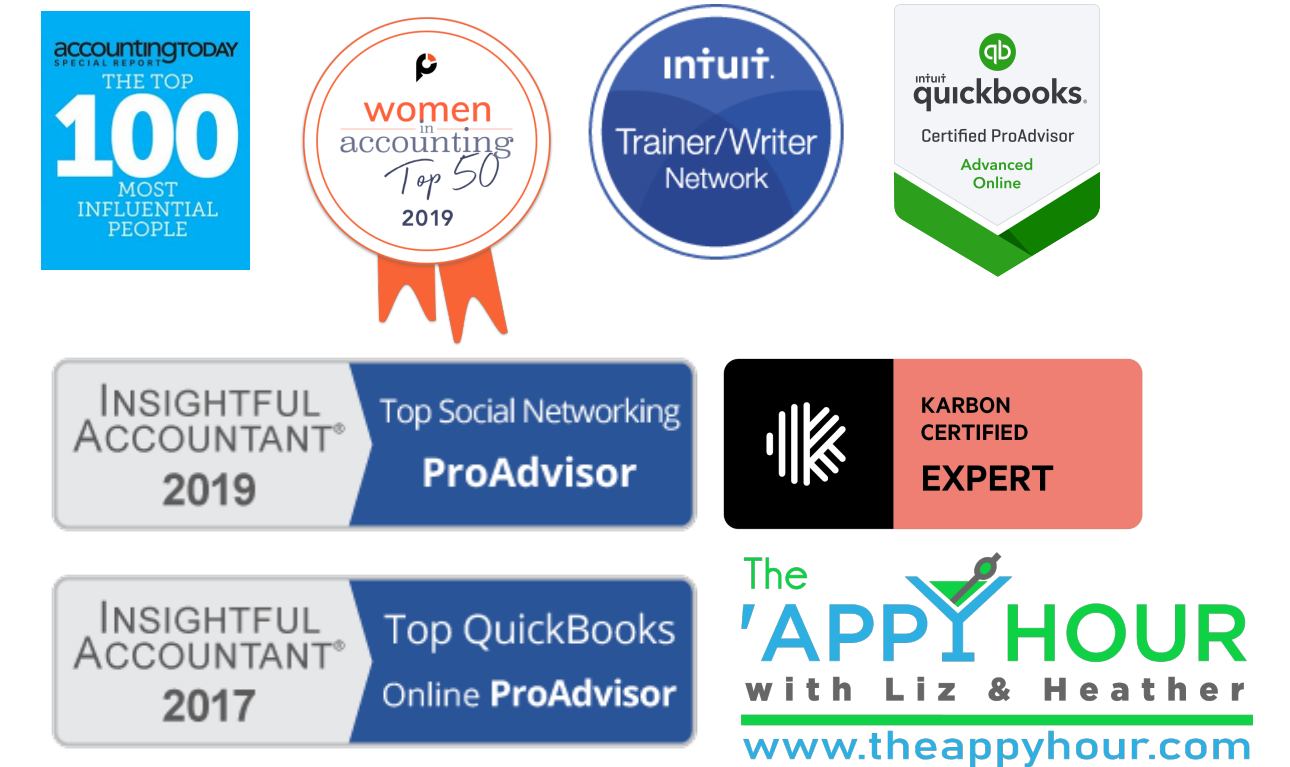 accountingTODAY
SPECIAL REPORT
THE TOP
100
MOST
INFLUENTIAL
PEOPLE
women
in
accounting
Top 50
2019
intuit.
Trainer/Writer
Network
qb
intuit
quickbooks®
Certified ProAdvisor
Advanced
Online
INSIGHTFUL
ACCOUNTANT®
2019
Top Social Networking
ProAdvisor
KARBON
CERTIFIED
EXPERT
INSIGHTFUL
ACCOUNTANT®
2017
Top QuickBooks
Online ProAdvisor
The
'APPY HOUR
with Liz & Heather
www.theappyhour.com